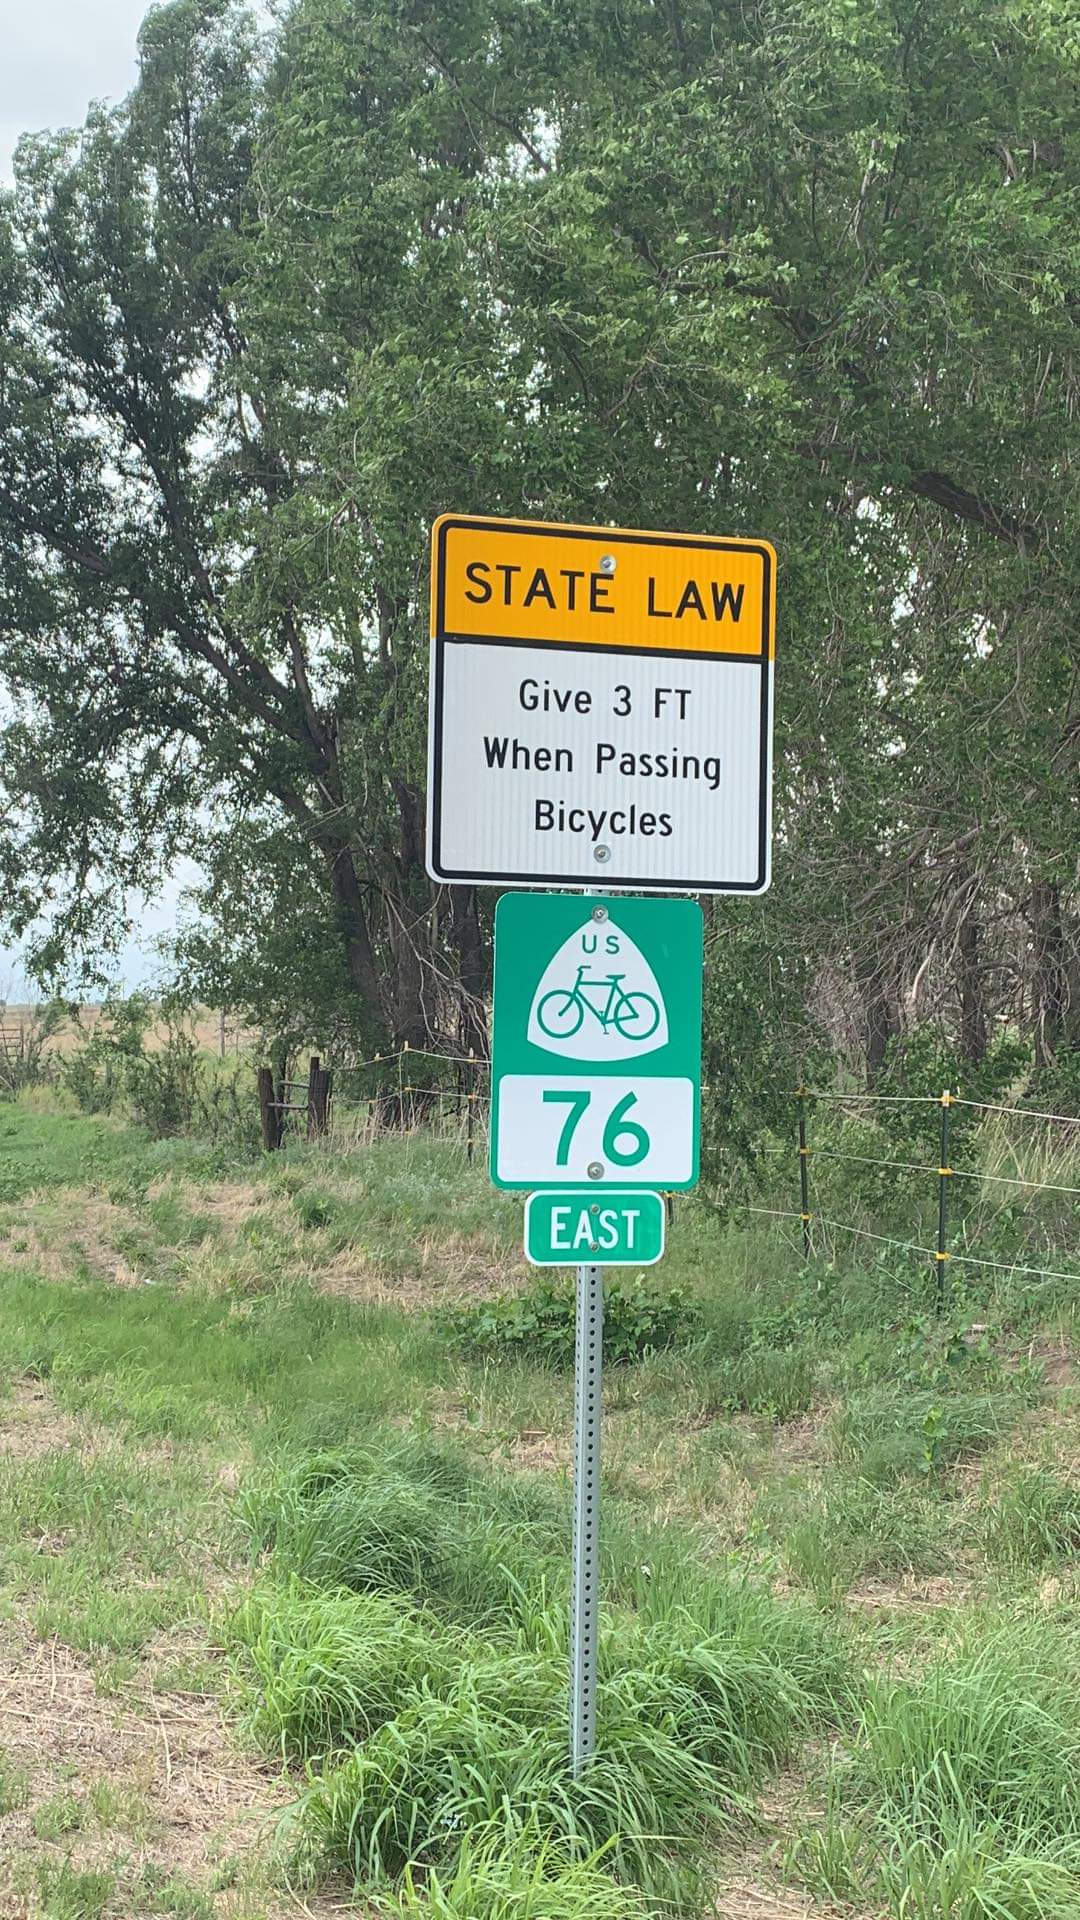 STATE LAW
Give 3 FT
When Passing
Bicycles
US
76
EAST